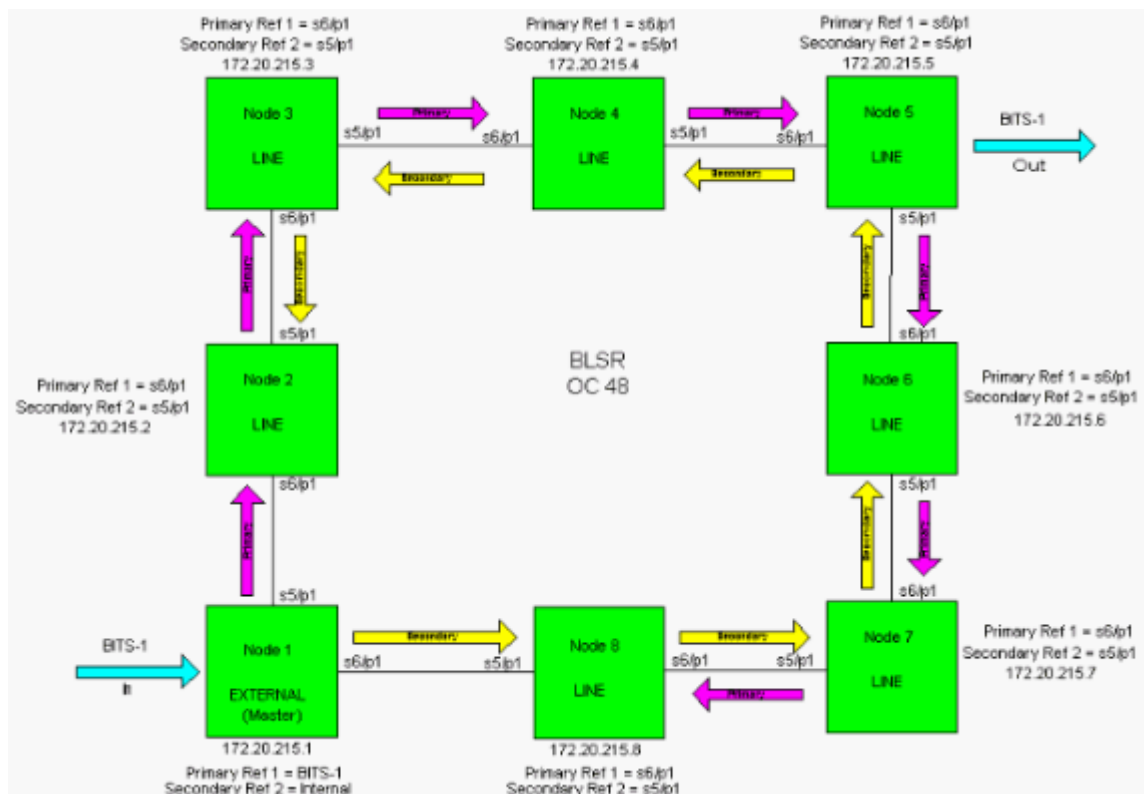 Primary Ref 1 = s6/p1
Secondary Ref 2 = s5/p1
172.20.215.3
Primary Ref 1 = s6/p1
Secondary Ref 2 = s5/p1
172.20.215.4
Primary Ref 1 = s6/p1
Secondary Ref 2 = s5/p1
172.20.215.5
Node 3
LINE
s5/p1
Primary
s6/p1
Secondary
Node 4
LINE
s5/p1
Primary
s6/p1
Secondary
Node 5
LINE
BITS-1
Out
s6/p1
Primary
Secondary
s5/p1
s5/p1
Secondary
Primary
s6/p1
Primary Ref 1 = s6/p1
Secondary Ref 2 = s5/p1
172.20.215.2
Node 2
LINE
BLSR
OC 48
Node 6
LINE
Primary Ref 1 = s6/p1
Secondary Ref 2 = s5/p1
172.20.215.6
s6/p1
Primary
s5/p1
s5/p1
Secondary
Primary
s6/p1
BITS-1
In
Node 1
EXTERNAL
(Master)
Secondary
s6/p1
s5/p1
Node 8
LINE
Secondary
s6/p1
s5/p1
Primary
Node 7
LINE
Primary Ref 1 = s6/p1
Secondary Ref 2 = s5/p1
172.20.215.7
172.20.215.1
Primary Ref 1 = BITS-1
Secondary Ref 2 = Internal
172.20.215.8
Primary Ref 1 = s6/p1
Secondary Ref 2 = s5/p1